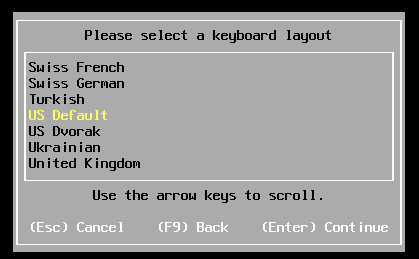 Please select a keyboard layout
Swiss French
Swiss German
Turkish
US Default
US Dvorak
Ukrainian
United Kingdom
Use the arrow keys to scroll.
(Esc) Cancel (F9) Back (Enter) Continue